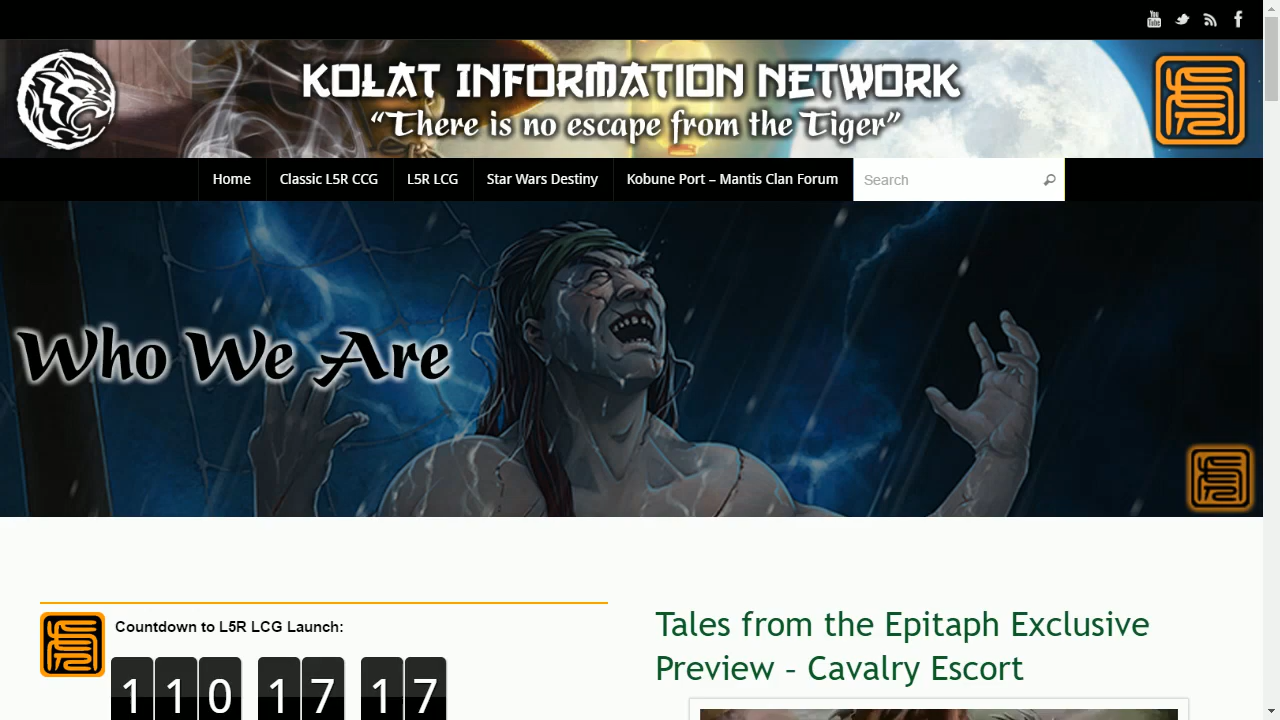 KOLAT INFORMATION NETWORK
“There is no escape from the Tiger”
Home
Classic L5R CCG
L5R LCG
Star Wars Destiny
Kobune Port – Mantis Clan Forum
Search
Who We Are
Countdown to L5R LCG Launch:
110 17 17
Tales from the Epitaph Exclusive
Preview – Cavalry Escort